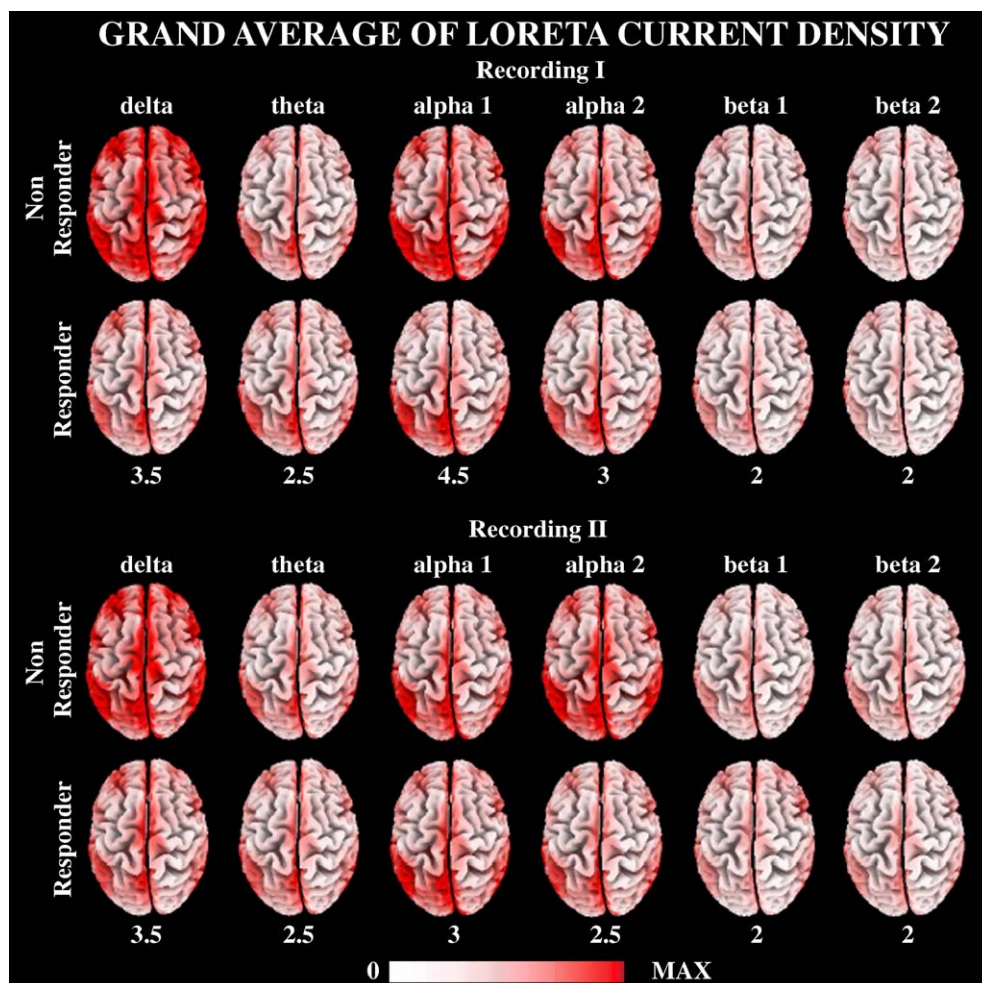 GRAND AVERAGE OF LORETA CURRENT DENSITY
Recording I
delta theta alpha 1 alpha 2 beta 1 beta 2
Non
Responder
Responder
3.5 2.5 4.5 3 2 2
Recording II
delta theta alpha 1 alpha 2 beta 1 beta 2
Non
Responder
Responder
3.5 2.5 3 2.5 2 2
0 MAX